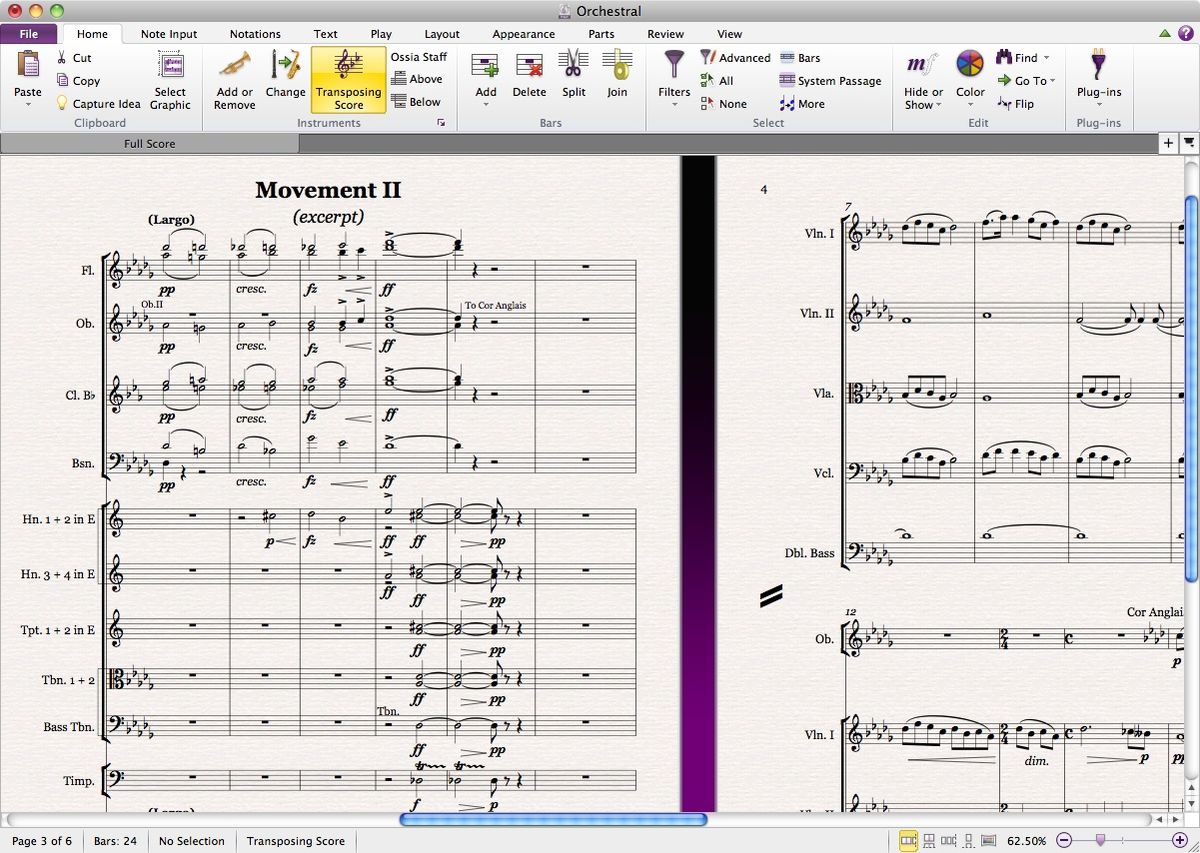 Orchestral
File Home Note Input Notations Text Play Layout Appearance Parts Review View
Paste Cut Copy Capture Idea Select Graphic
Clipboard
Add or Remove Change Transposing Score Ossia Staff Above Below
Instruments
Add Delete Split Join
Bars
Filters Advanced All None Bars System Passage More
Select
Hide or Show Color Find Go To Flip
Edit
Plug-ins
Plug-ins
Full Score
Movement II
(excerpt)
(Largo)
Fl.
pp cresc. fz ff
Ob.II To Cor Anglais
Ob.
pp cresc. fz ff
Cl. B♭
pp cresc. fz ff
Bsn.
pp cresc. fz ff
Hn. 1 + 2 in E
p fz ff ff pp
Hn. 3 + 4 in E
ff ff pp
Tpt. 1 + 2 in E
ff pp
Tbn. 1 + 2
ff pp
Tbn.
Bass Tbn.
ff pp
tr tr
Timp.
f p
(Largo)
4
7
Vln. I
Vln. II
Vla.
Vcl.
Dbl. Bass
12 Cor Anglai
Ob.
2 4 c
p
Vln. I
2 4 c
dim. p pp
Vln. II
Page 3 of 6 Bars: 24 No Selection Transposing Score 62.50%